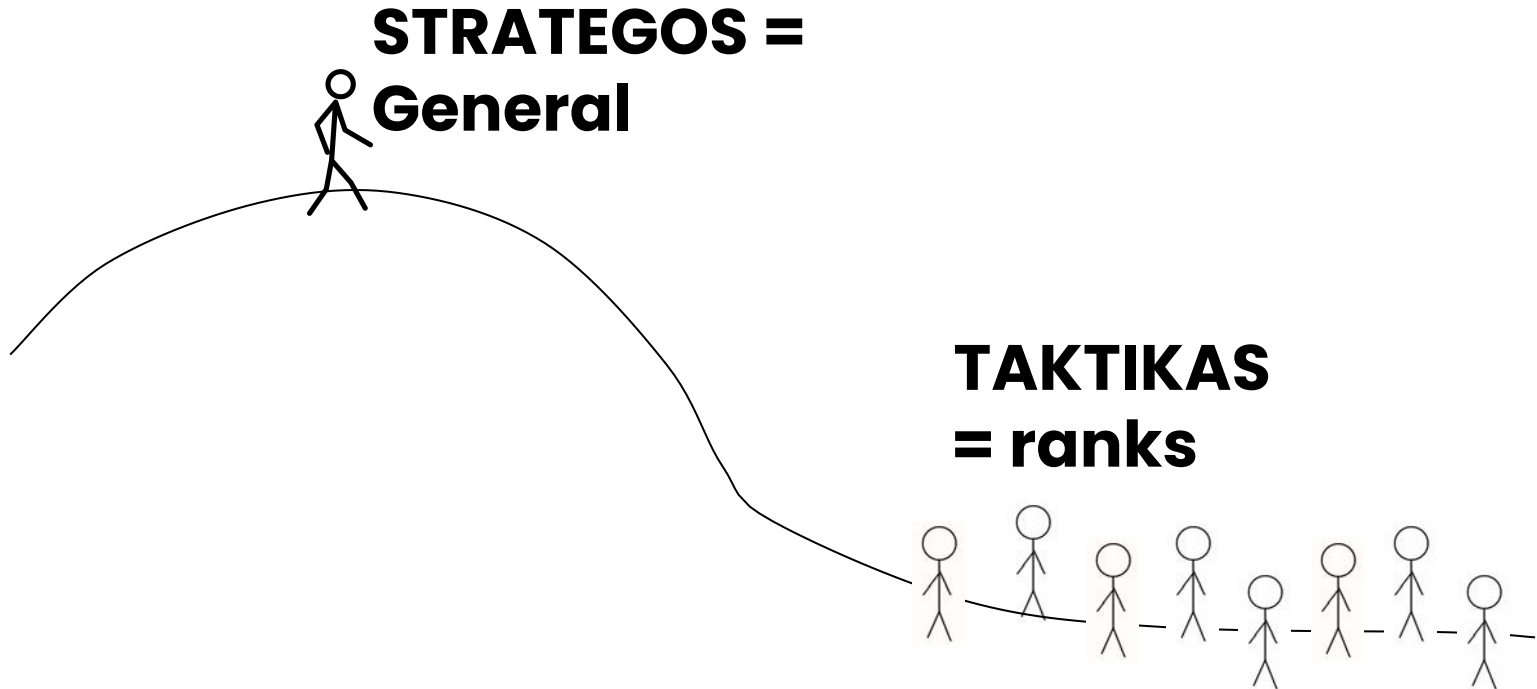 STRATEGOS =
General
TAKTIKAS
= ranks